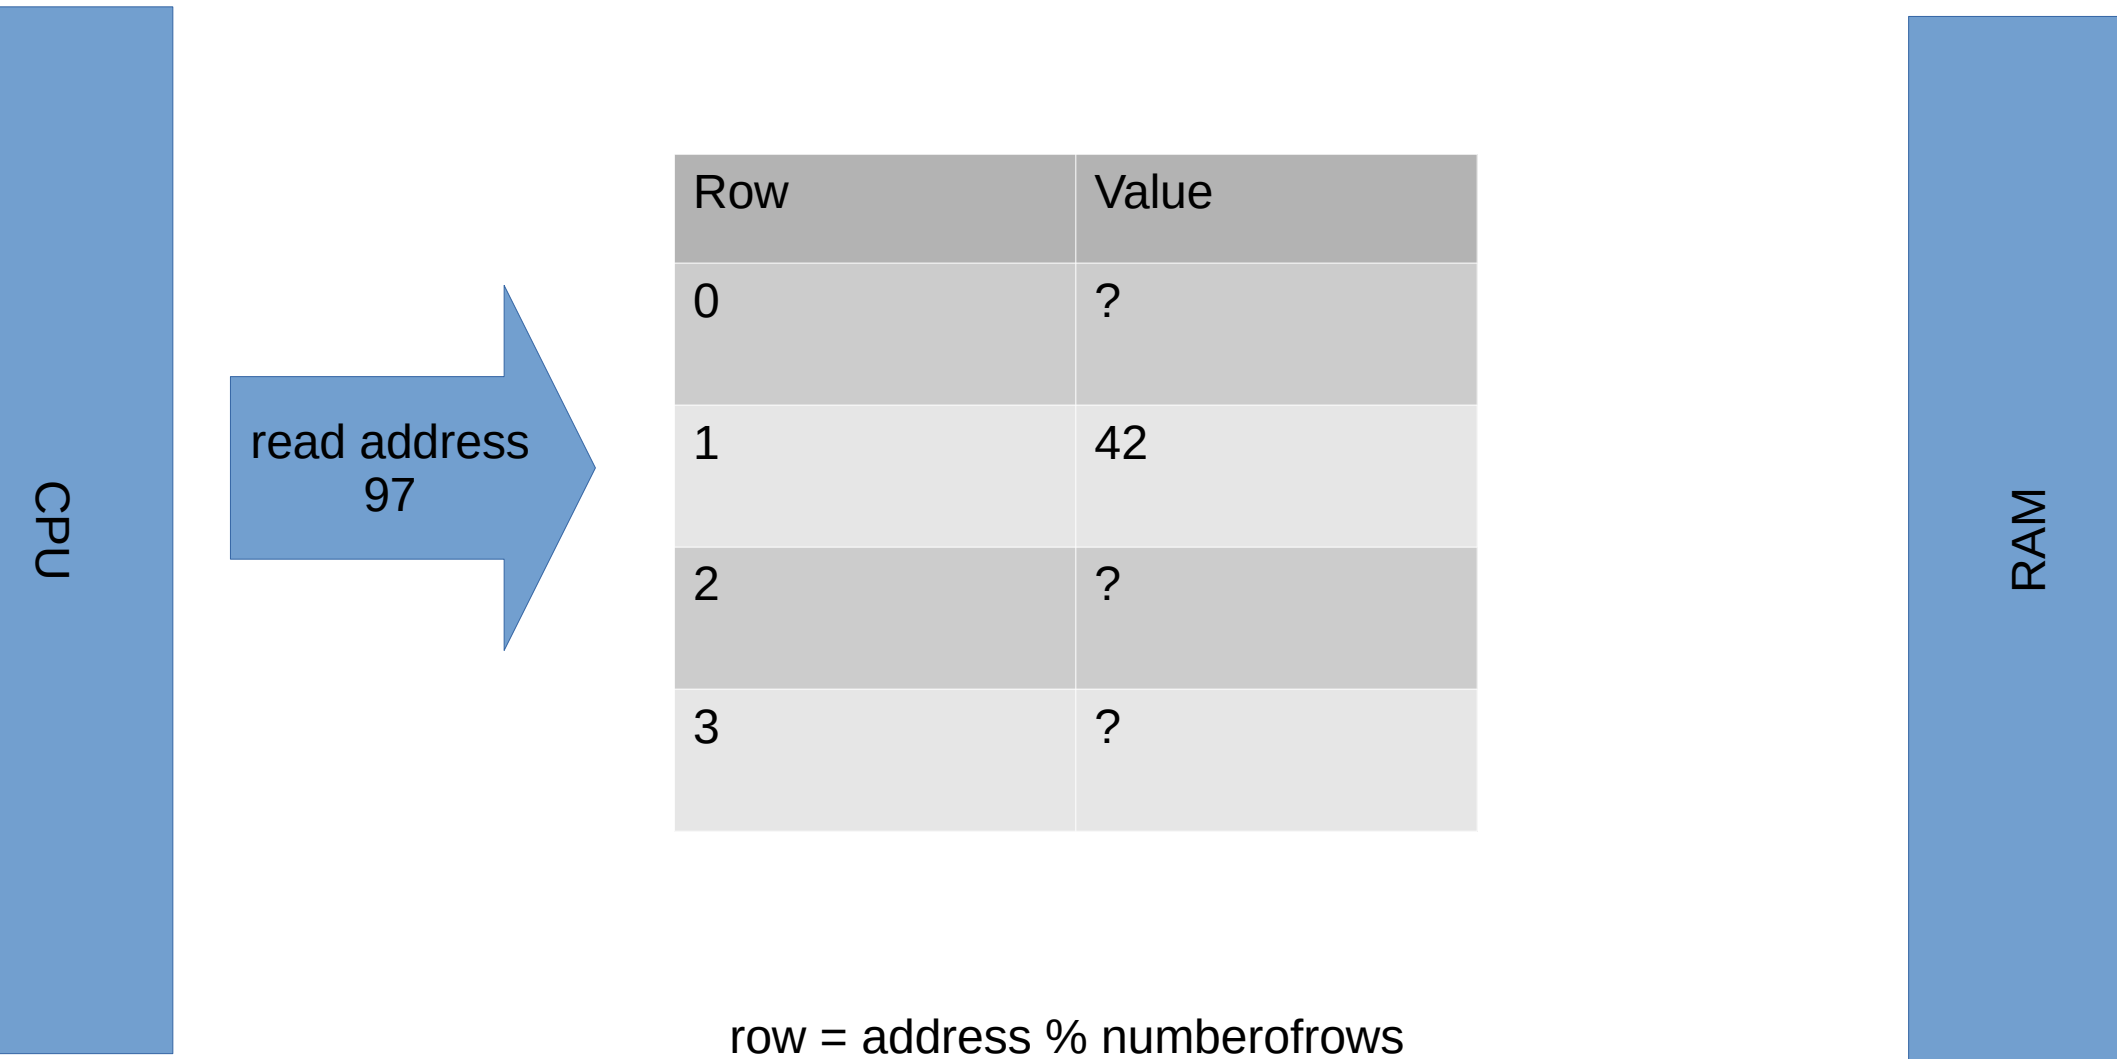 CPU
read address
97
Row Value
0 ?
1 42
2 ?
3 ?
RAM
row = address % numberofrows